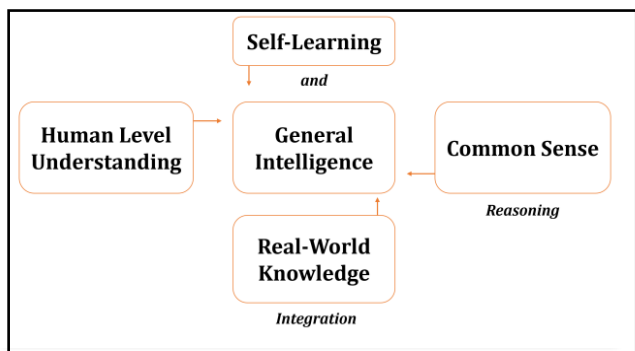 Self-Learning
and
Human Level
Understanding
General
Intelligence
Common Sense
Reasoning
Real-World
Knowledge
Integration